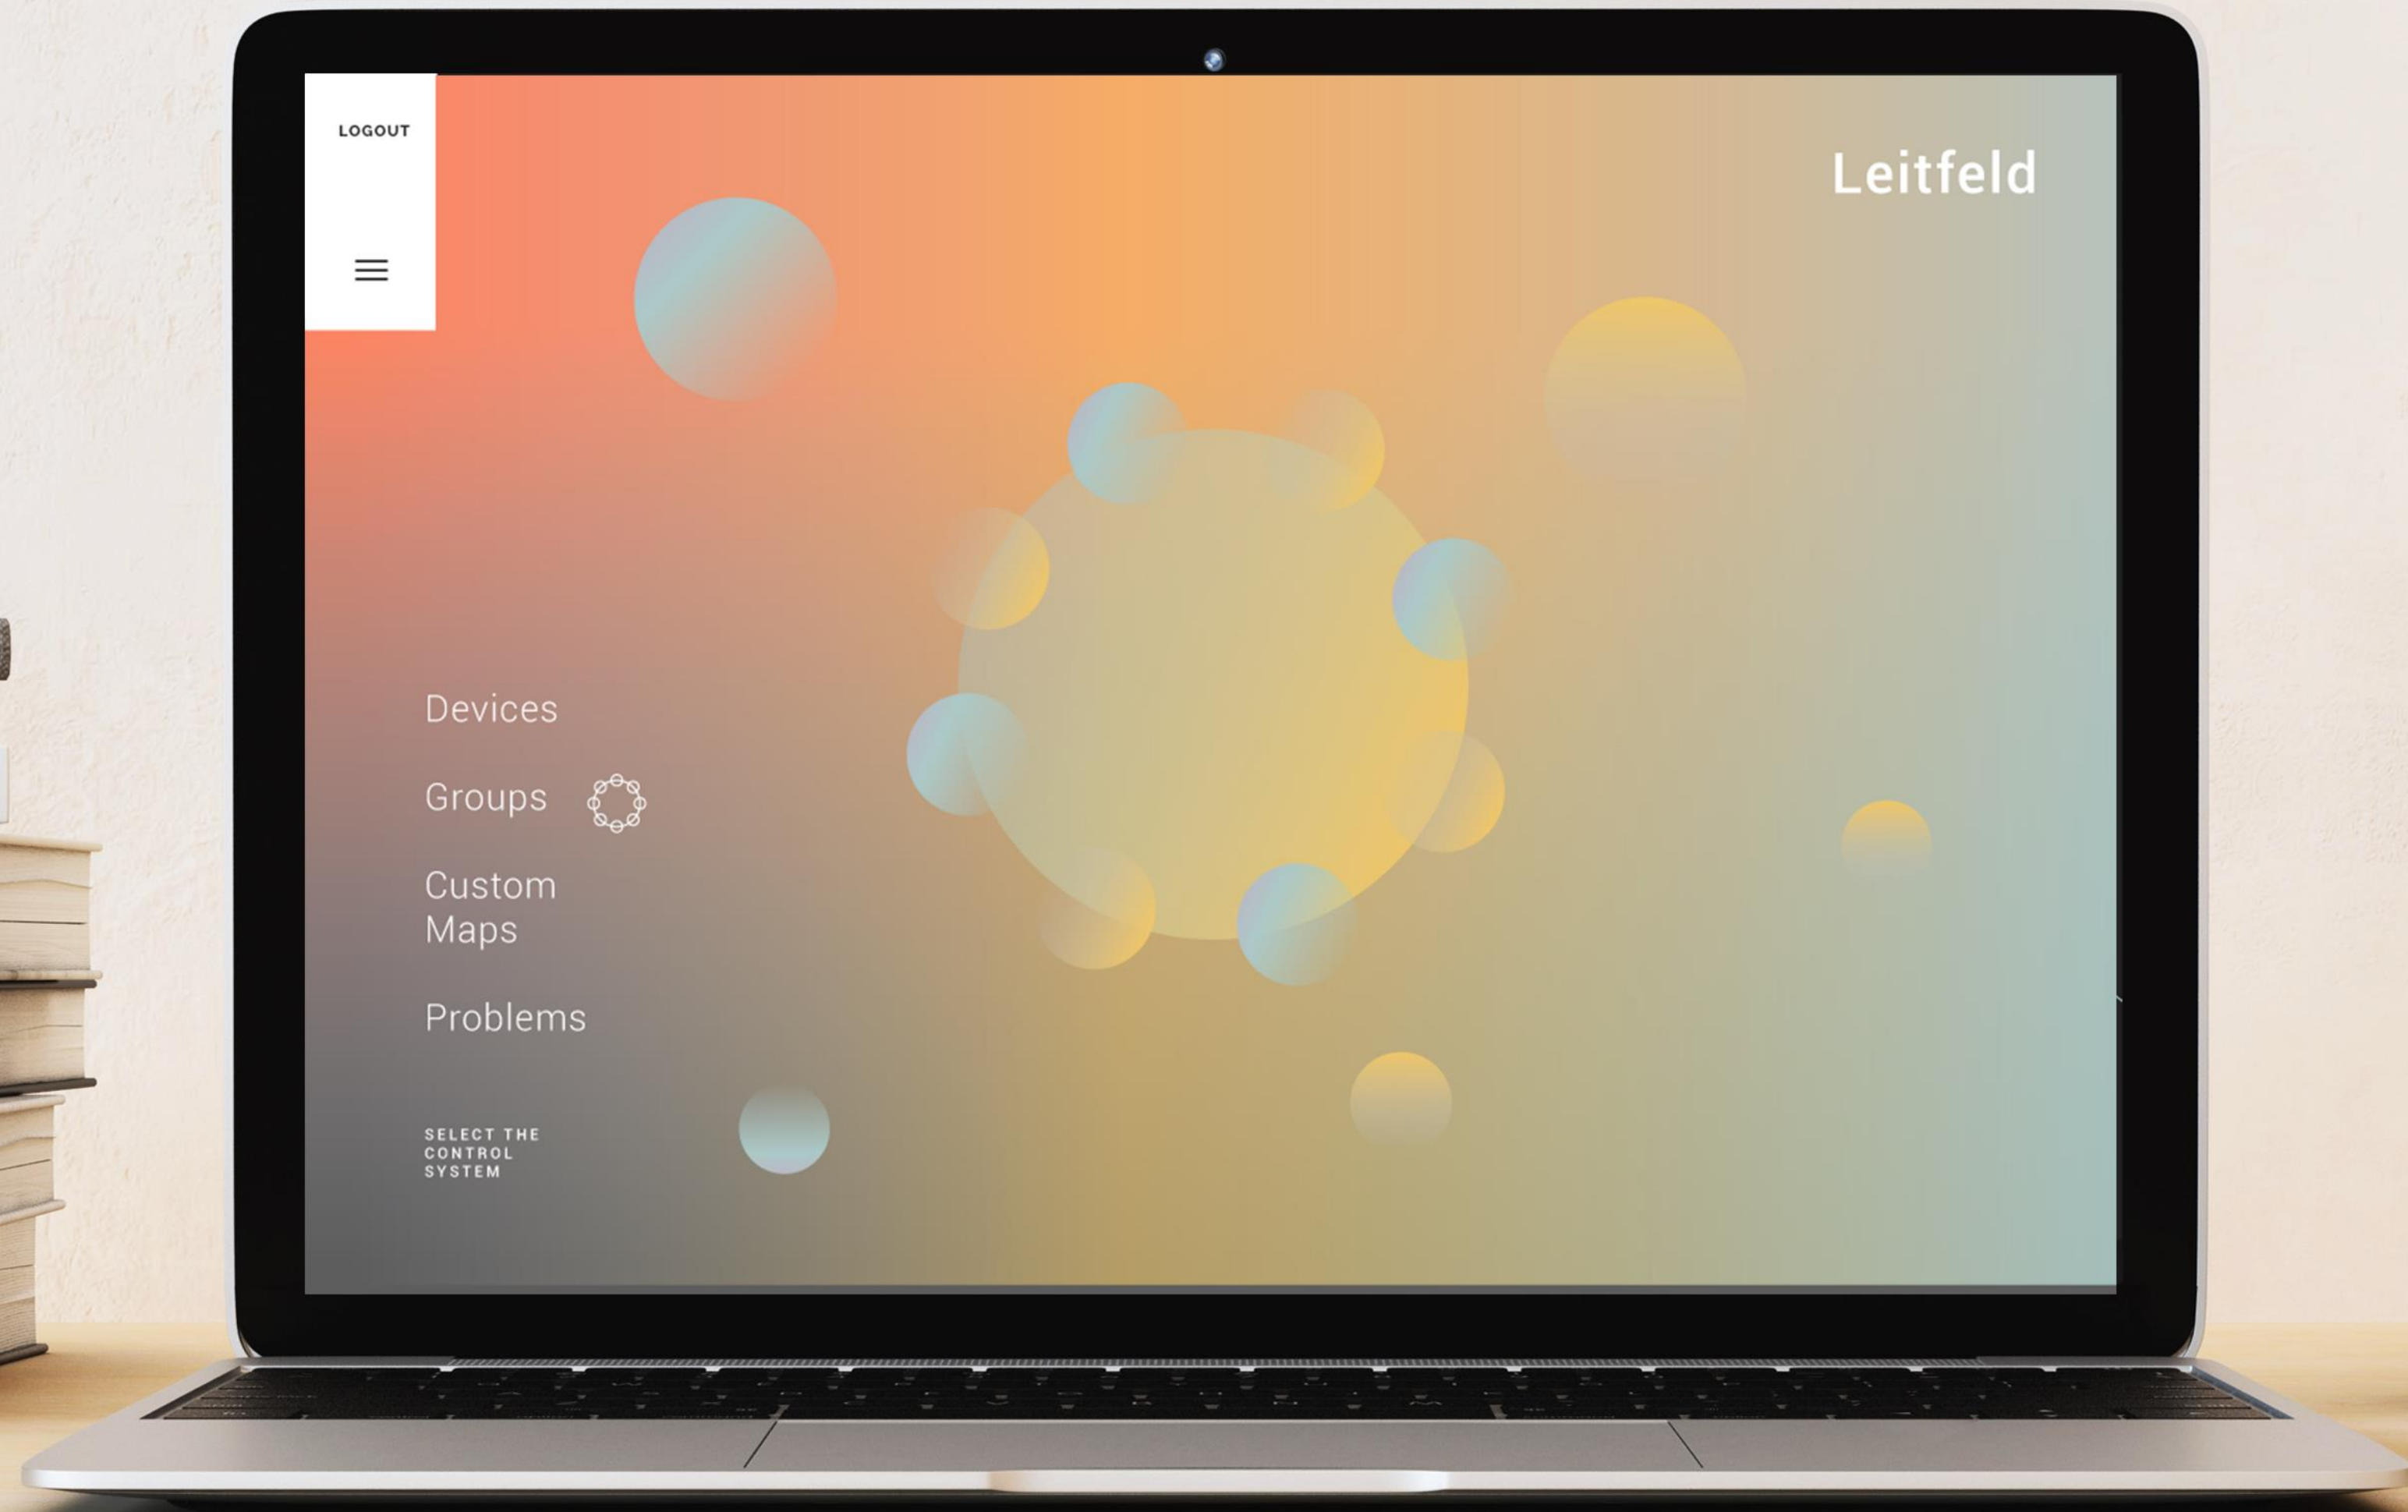 LOGOUT
Leitfeld
Devices
Groups
Custom
Maps
Problems
SELECT THE
CONTROL
SYSTEM